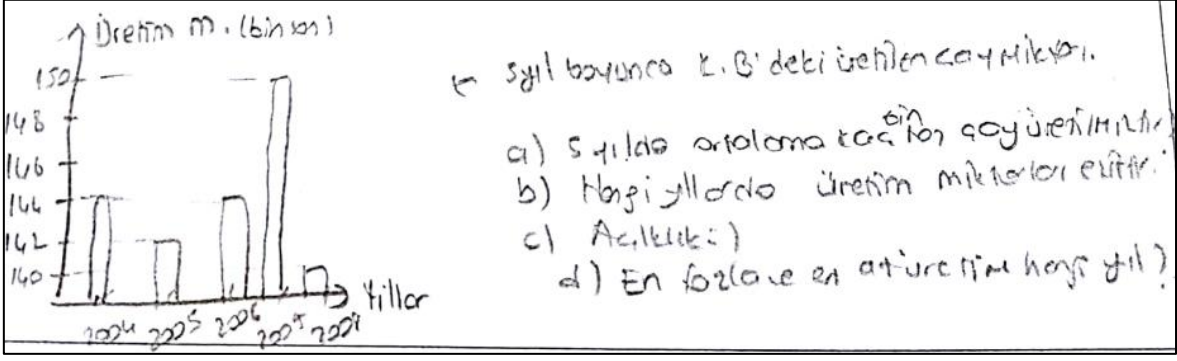 Üretim m. (bin ton)
150
148
146
144
142
140
2004 2005 2006 Yıllar
5 yıl boyunca K.B'deki üretilen çay miktarı.
a) 5 yılda ortalama kaç bin ton çay üretilmiştir
b) Hangi yıllarda üretim miktarları eşittir.
c) Açıklık:)
d) En fazla ve en az üretim hangi yıl?